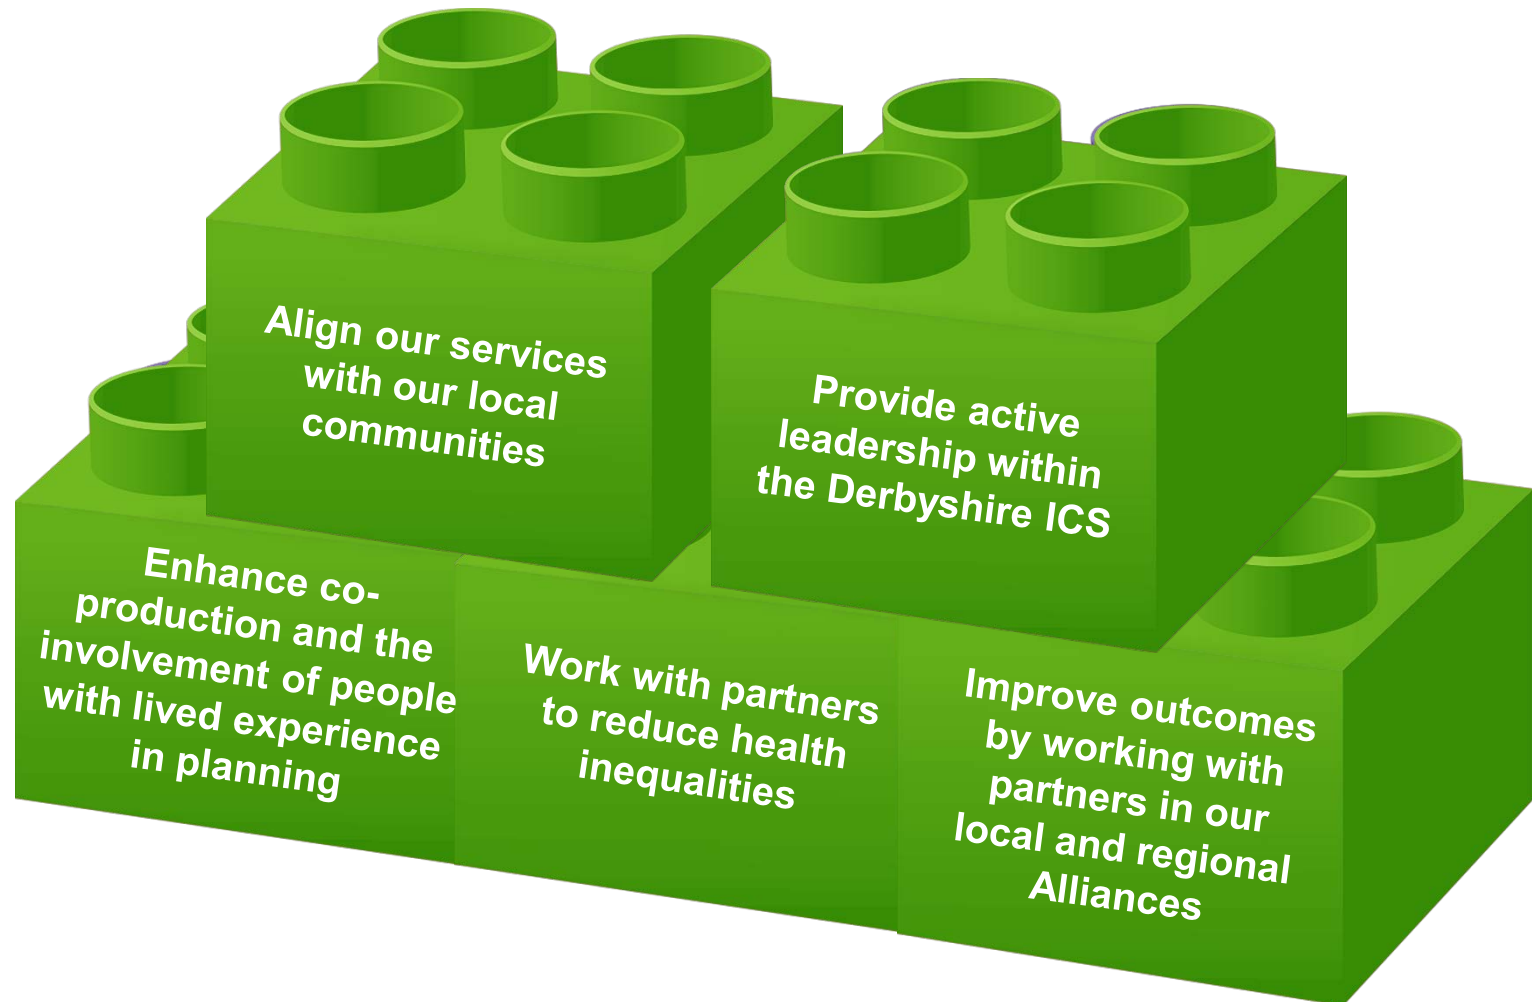 Align our services
with our local
communities
Provide active
leadership within
the Derbyshire ICS
Enhance co-
production and the
involvement of people
with lived experience
in planning
Work with partners
to reduce health
inequalities
Improve outcomes
by working with
partners in our
local and regional
Alliances